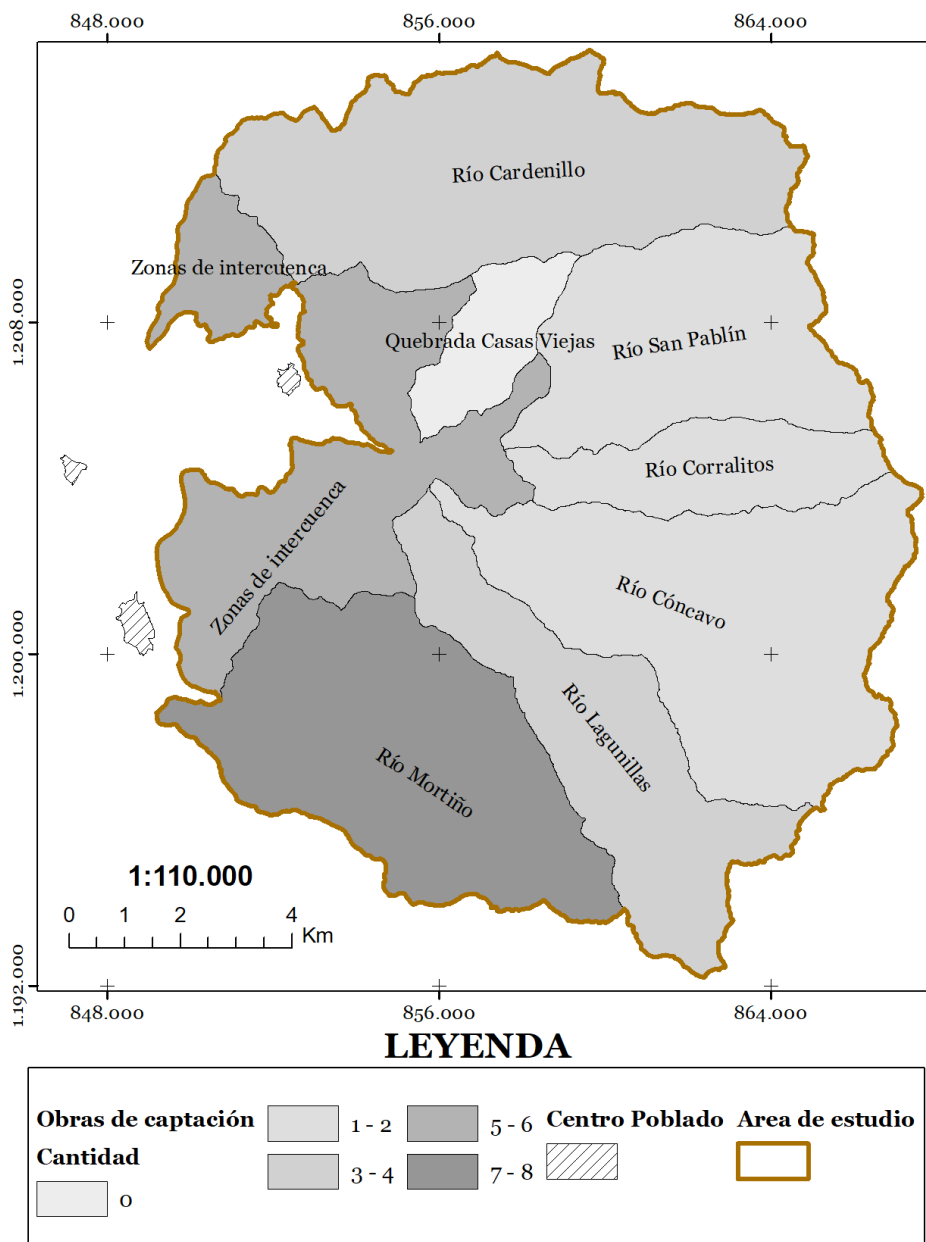 848.000 856.000 864.000
Río Cardenillo
Zonas de intercuenca
1.208.000
Quebrada Casas Viejas
Río San Pablín
Río Corralitos
Zonas de intercuenca
Río Cóncavo
1.200.000
Río Lagunillas
Río Mortiño
1:110.000
0 1 2 4
Km
1.192.000
848.000 856.000 864.000
LEYENDA
Obras de captación
Cantidad
0
1 - 2
3 - 4
5 - 6
7 - 8
Centro Poblado
Area de estudio